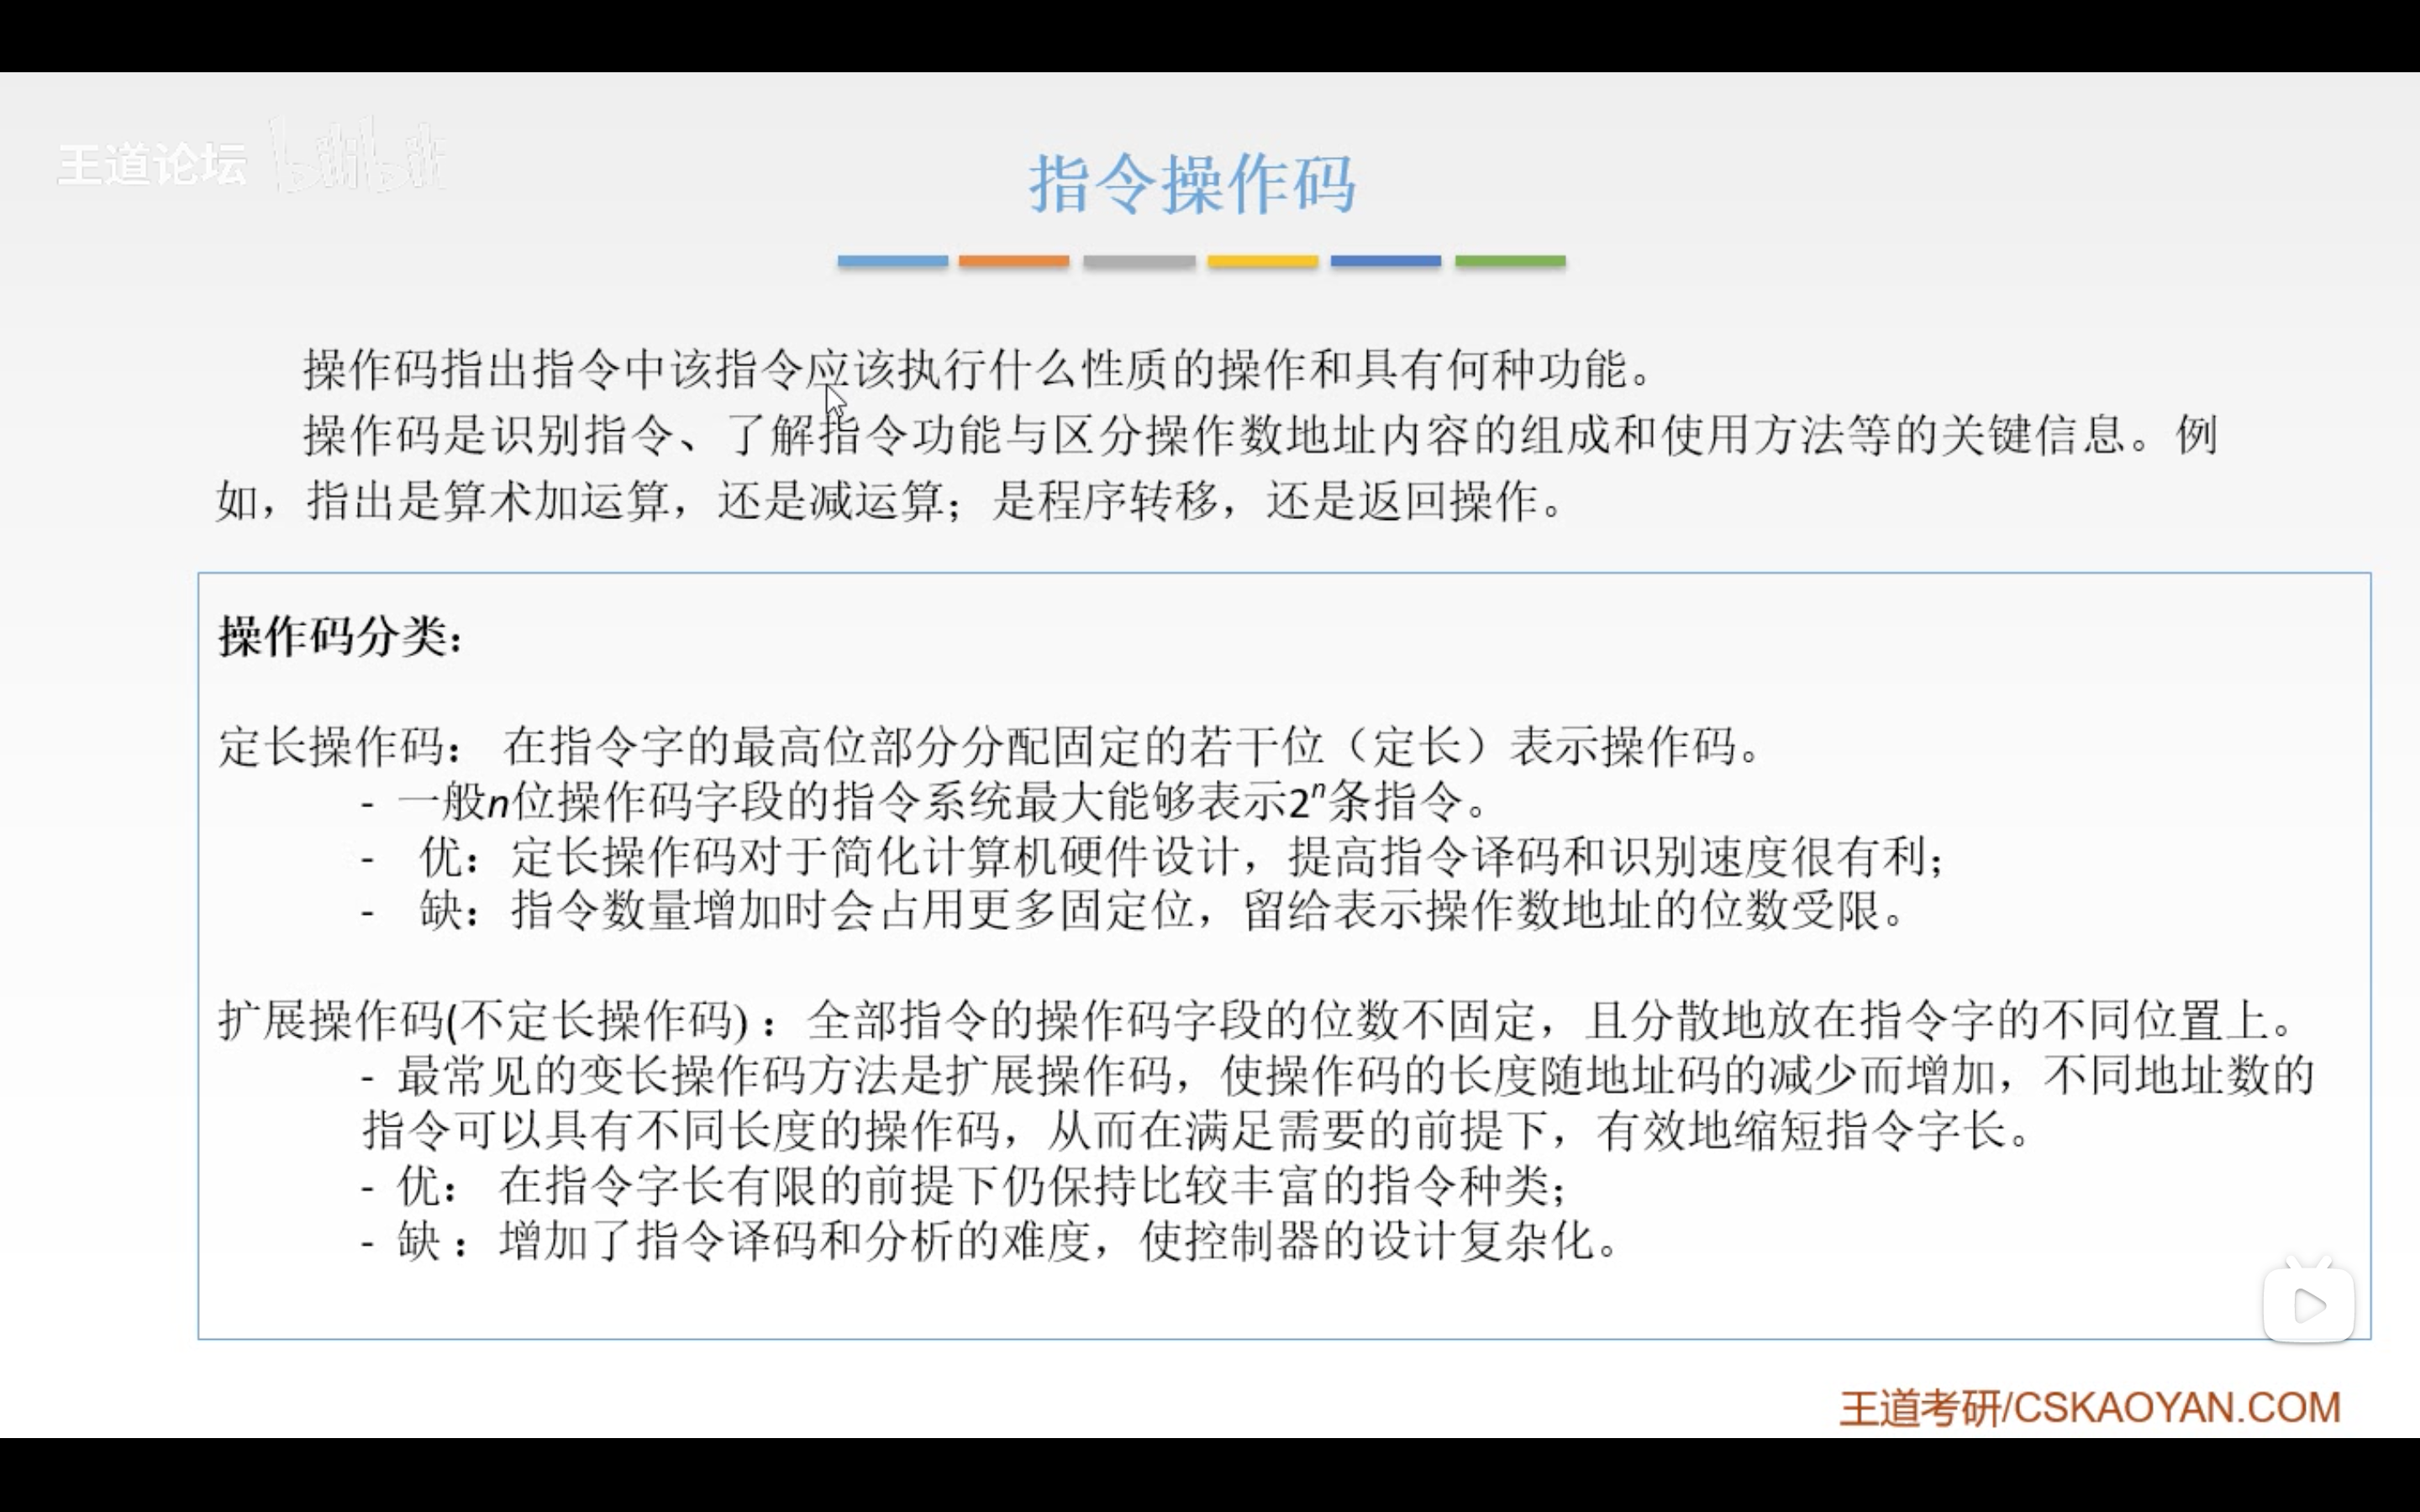 王道论坛 bilibili
指令操作码
操作码指出指令中该指令应该执行什么性质的操作和具有何种功能。
操作码是识别指令、了解指令功能与区分操作数地址内容的组成和使用方法等的关键信息。例
如，指出是算术加运算，还是减运算；是程序转移，还是返回操作。
操作码分类：
定长操作码： 在指令字的最高位部分分配固定的若干位（定长）表示操作码。
- 一般n位操作码字段的指令系统最大能够表示2ⁿ条指令。
- 优：定长操作码对于简化计算机硬件设计，提高指令译码和识别速度很有利；
- 缺：指令数量增加时会占用更多固定位，留给表示操作数地址的位数受限。
扩展操作码(不定长操作码)：全部指令的操作码字段的位数不固定，且分散地放在指令字的不同位置上。
- 最常见的变长操作码方法是扩展操作码，使操作码的长度随地址码的减少而增加，不同地址数的
指令可以具有不同长度的操作码，从而在满足需要的前提下，有效地缩短指令字长。
- 优： 在指令字长有限的前提下仍保持比较丰富的指令种类；
- 缺：增加了指令译码和分析的难度，使控制器的设计复杂化。
王道考研/CSKAOYAN.COM